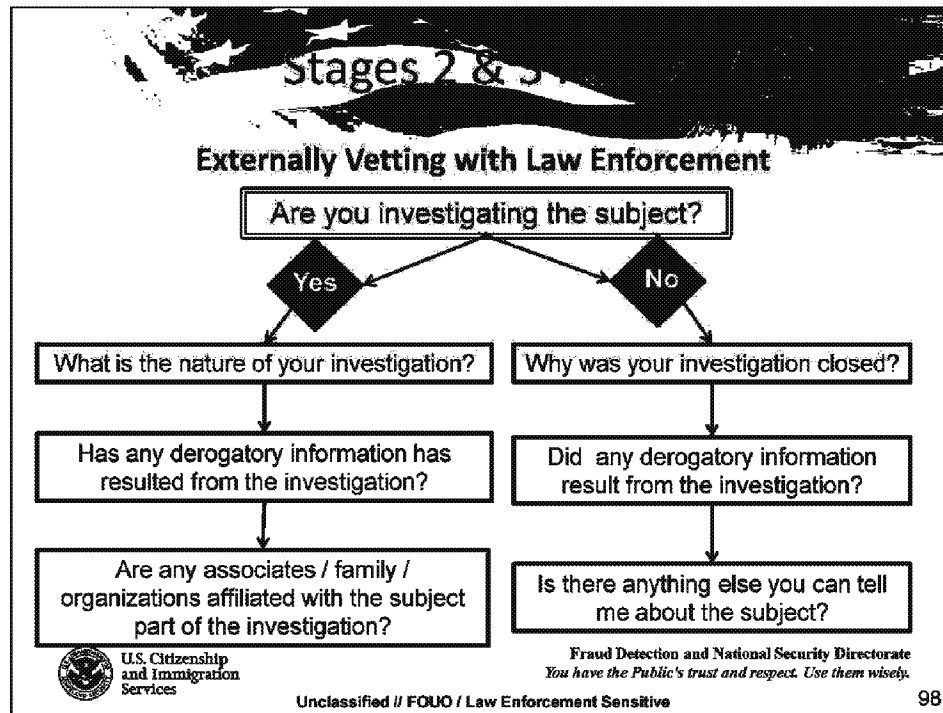 Stages 2 & 3
Externally Vetting with Law Enforcement
Are you investigating the subject?
Yes
No
What is the nature of your investigation?
Why was your investigation closed?
Has any derogatory information has
resulted from the investigation?
Did any derogatory information
result from the investigation?
Are any associates / family /
organizations affiliated with the subject
part of the investigation?
Is there anything else you can tell
me about the subject?
U.S. Citizenship
and Immigration
Services
Fraud Detection and National Security Directorate
You have the Public's trust and respect. Use them wisely.
Unclassified // FOUO / Law Enforcement Sensitive
98